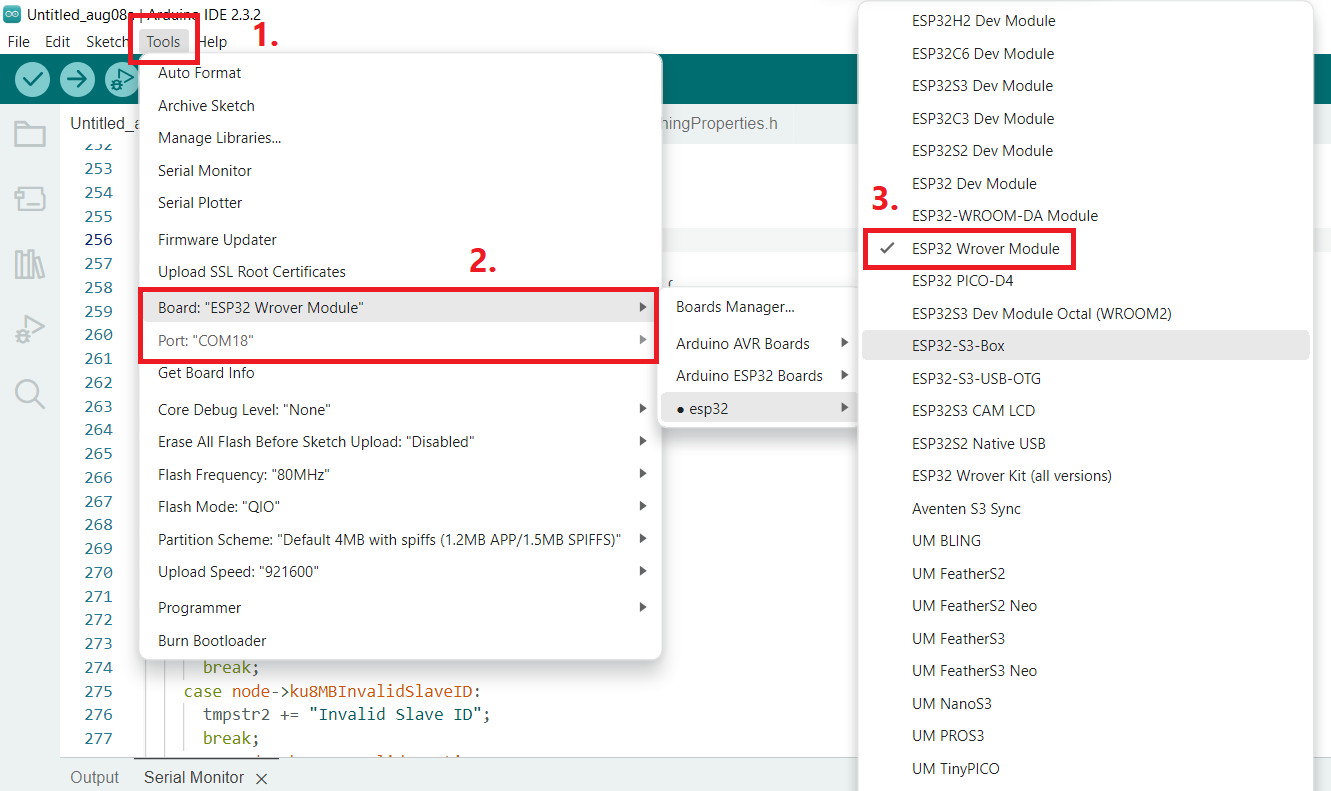 Untitled_aug08a | Arduino IDE 2.3.2
File Edit Sketch Tools Help
1.
Auto Format
Archive Sketch
Manage Libraries...
Serial Monitor
Serial Plotter
Firmware Updater
Upload SSL Root Certificates
2.
Board: "ESP32 Wrover Module"
Port: "COM18"
Get Board Info
Core Debug Level: "None"
Erase All Flash Before Sketch Upload: "Disabled"
Flash Frequency: "80MHz"
Flash Mode: "QIO"
Partition Scheme: "Default 4MB with spiffs (1.2MB APP/1.5MB SPIFFS)"
Upload Speed: "921600"
Programmer
Burn Bootloader
Boards Manager...
Arduino AVR Boards
Arduino ESP32 Boards
esp32
ESP32H2 Dev Module
ESP32C6 Dev Module
ESP32S3 Dev Module
ESP32C3 Dev Module
ESP32S2 Dev Module
ESP32 Dev Module
3.
ESP32-WROOM-DA Module
ESP32 Wrover Module
ESP32 PICO-D4
ESP32S3 Dev Module Octal (WROOM2)
ESP32-S3-Box
ESP32-S3-USB-OTG
ESP32S3 CAM LCD
ESP32S2 Native USB
ESP32 Wrover Kit (all versions)
Aventen S3 Sync
UM BLING
UM FeatherS2
UM FeatherS2 Neo
UM FeatherS3
UM FeatherS3 Neo
UM NanoS3
UM PROS3
UM TinyPICO
Untitled_a
hingProperties.h
252
253
254
255
256
257
258
259
260
261
262
263
264
265
266
267
268
269
270
271
272
273
274 break;
275 case node->ku8MBInvalidSlaveID:
276 tmpstr2 += "Invalid Slave ID";
277 break;
Output Serial Monitor